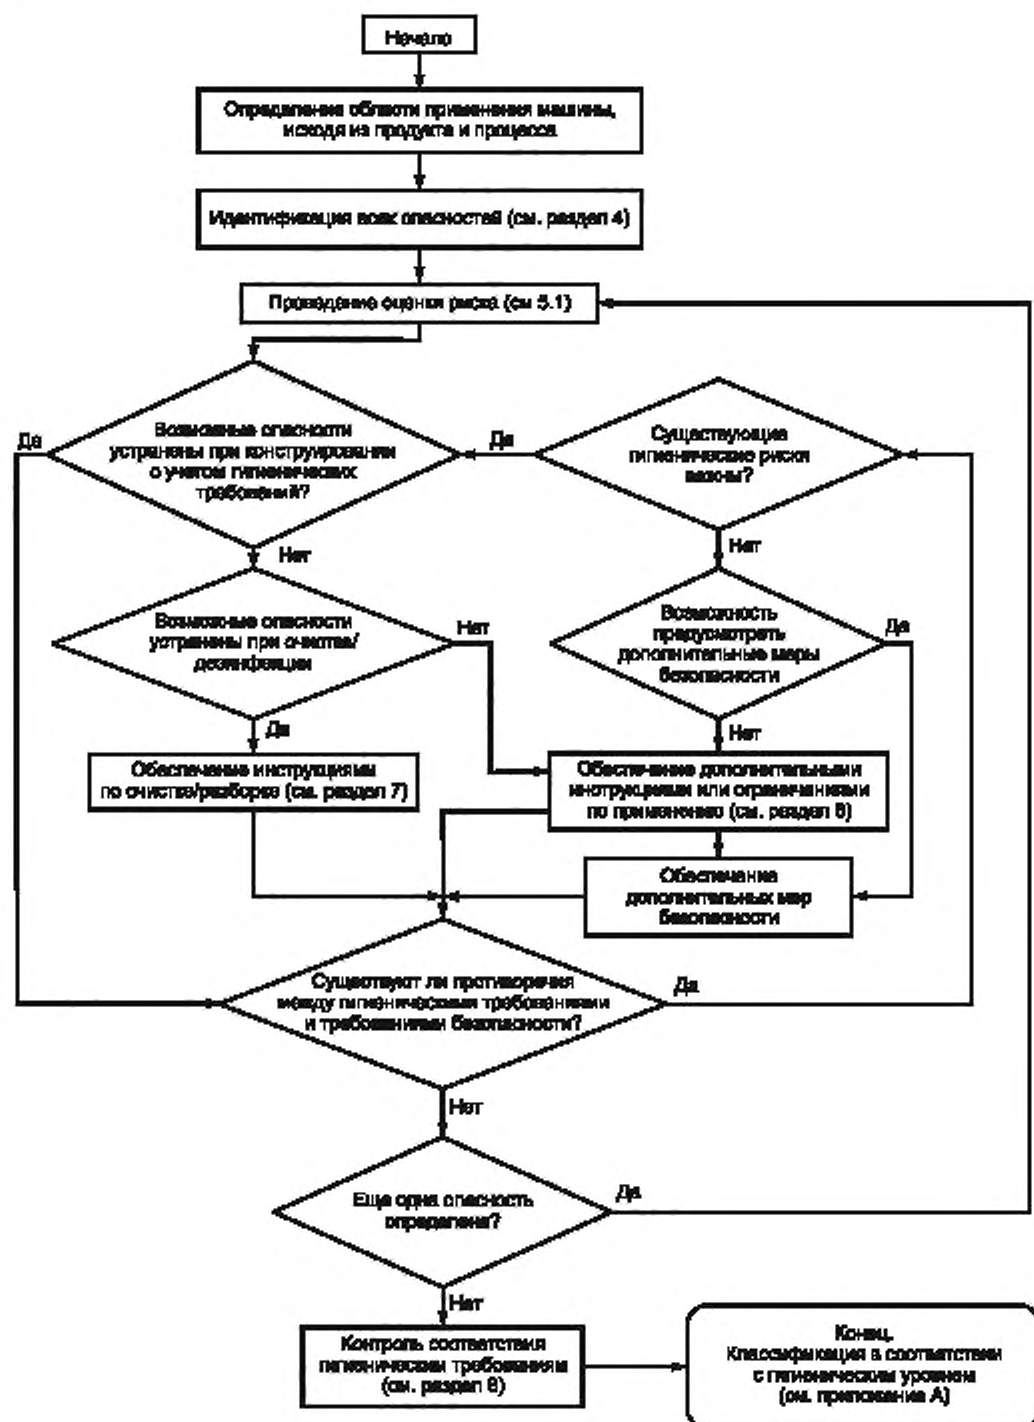 Начало
Определение области применения машины,
исходя из продукта и процесса
Идентификация всех опасностей (см. раздел 4)
Проведение оценки риска (см 5.1)
Да
Возможные опасности
устранены при конструировании
с учетом гигиенических
требований?
Да
Существующие
гигиенические риски
важны?
Нет
Нет
Возможные опасности
устранены при очистке/
дезинфекции
Нет
Возможность
предусмотреть
дополнительные меры
безопасности
Да
Да
Нет
Обеспечение инструкциями
по очистке/разборке (см. раздел 7)
Обеспечение дополнительными
инструкциями или ограничениями
по применению (см. раздел 8)
Обеспечение
дополнительных мер
безопасности
Существуют ли противоречия
между гигиеническими требованиями
и требованиями безопасности?
Да
Нет
Еще одна опасность
определена?
Да
Нет
Контроль соответствия
гигиеническим требованиям
(см. раздел 6)
Конец.
Классификация в соответствии
с гигиеническим уровнем
(см. приложение А)